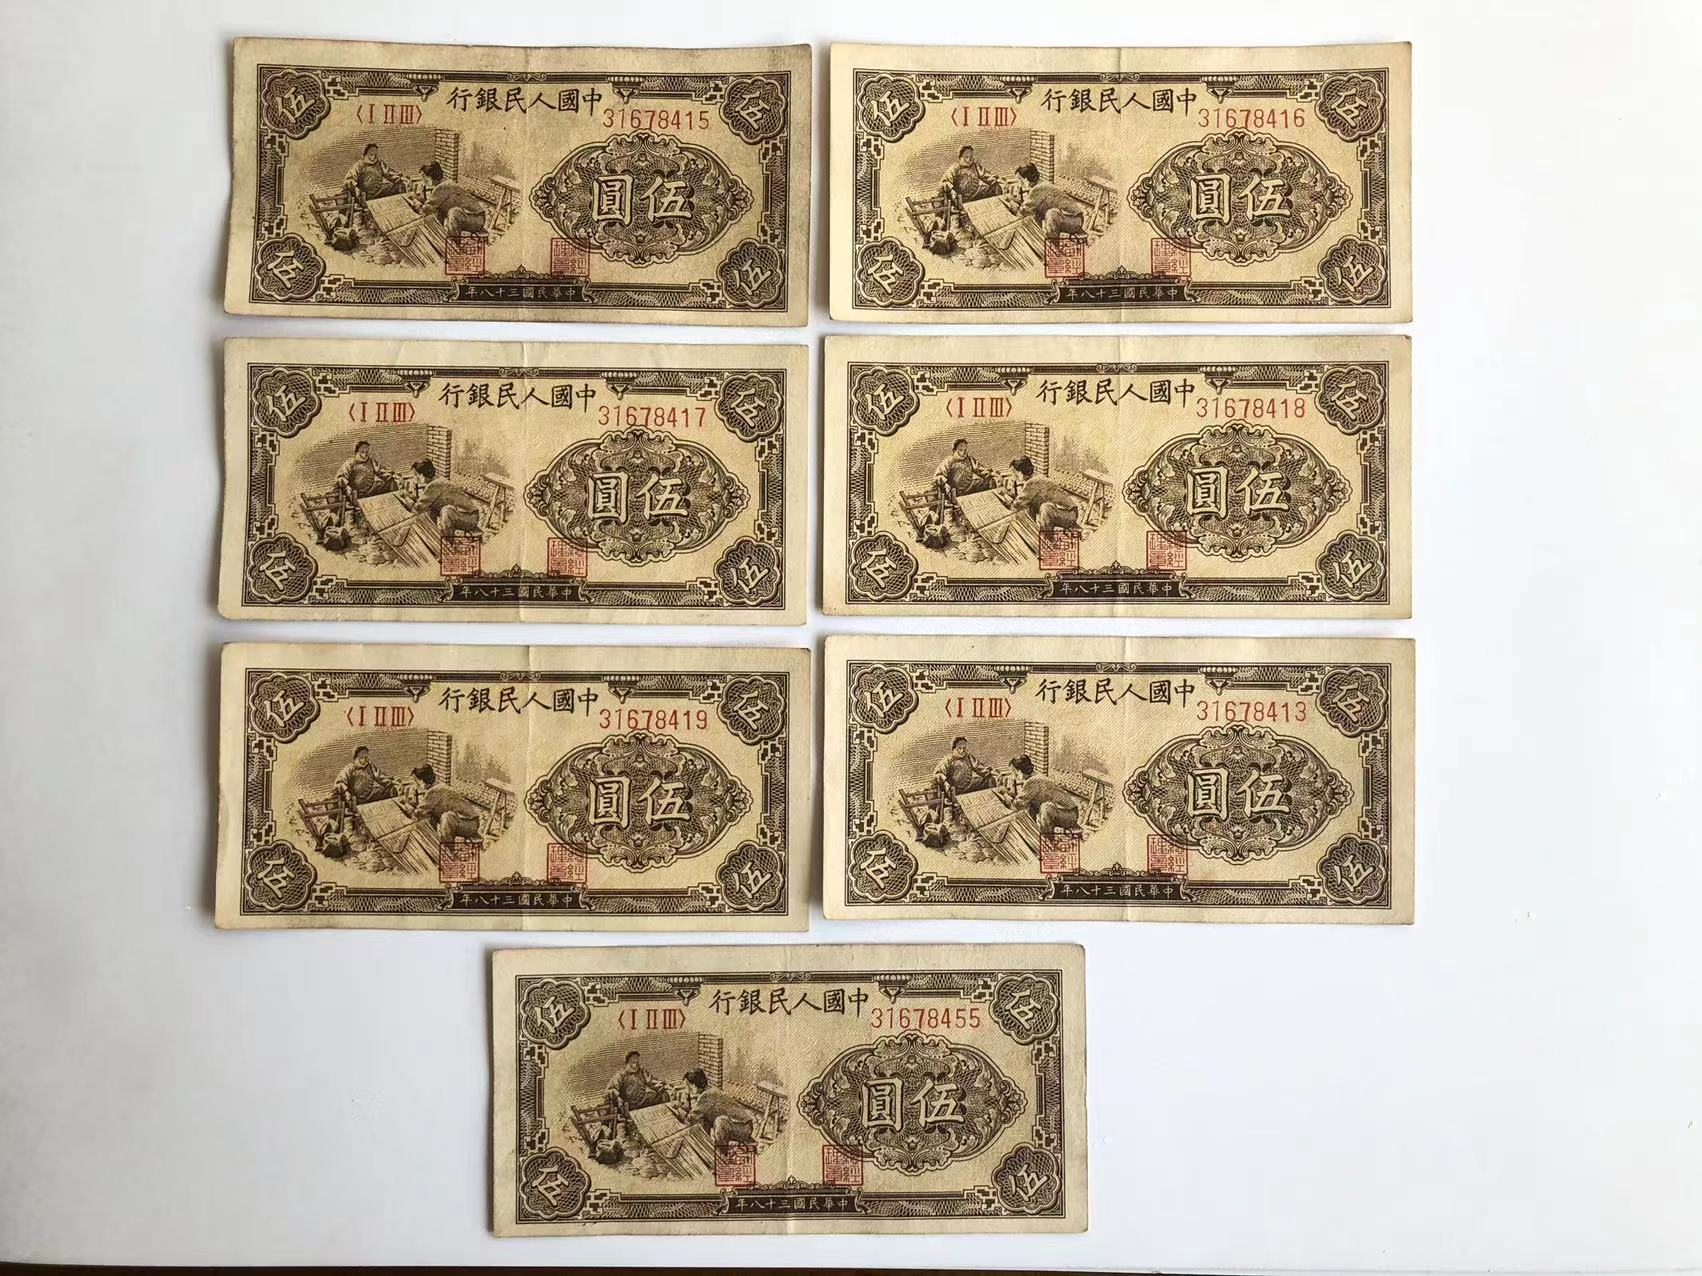 中國人民銀行
〈I II III〉 31678415
伍 伍
伍圓
伍 伍
中華民國三十八年
中國人民銀行
〈I II III〉 31678416
伍 伍
伍圓
伍 伍
中華民國三十八年
中國人民銀行
〈I II III〉 31678417
伍 伍
伍圓
伍 伍
中華民國三十八年
中國人民銀行
〈I II III〉 31678418
伍 伍
伍圓
伍 伍
中華民國三十八年
中國人民銀行
〈I II III〉 31678419
伍 伍
伍圓
伍 伍
中華民國三十八年
中國人民銀行
〈I II III〉 31678413
伍 伍
伍圓
伍 伍
中華民國三十八年
中國人民銀行
〈I II III〉 31678455
伍 伍
伍圓
伍 伍
中華民國三十八年